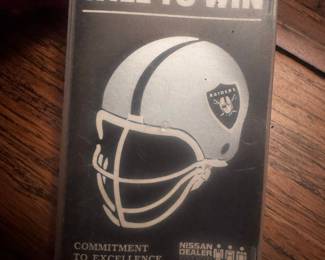 TO WIN
RAIDERS
COMMITMENT
TO EXCELLENCE
NISSAN
DEALER